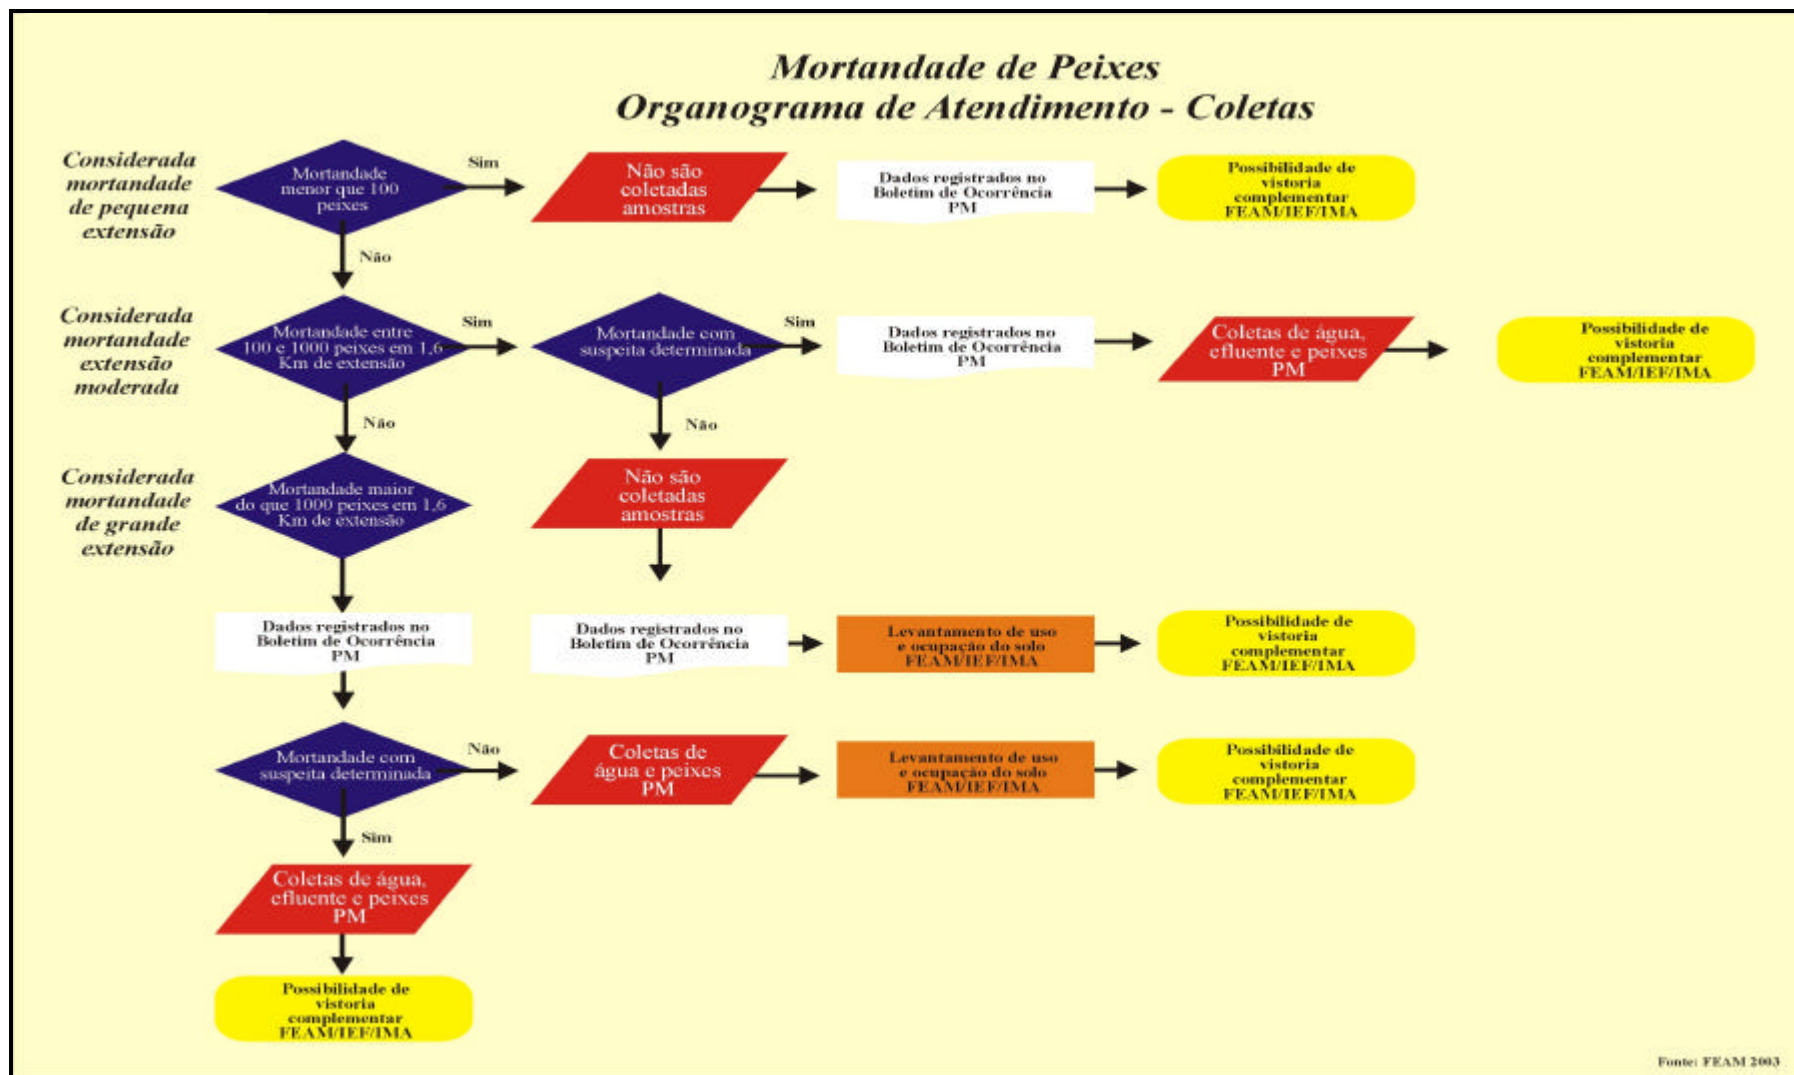 Mortandade de Peixes
Organograma de Atendimento - Coletas
Considerada
mortandade
de pequena
extensão
Mortandade
menor que 100
peixes
Sim
Não são
coletadas
amostras
Dados registrados no
Boletim de Ocorrência
PM
Possibilidade de
vistoria
complementar
FEAM/IEF/IMA
Não
Considerada
mortandade
extensão
moderada
Mortandade entre
100 e 1000 peixes em 1,6
Km de extensão
Sim
Mortandade com
suspeita determinada
Sim
Dados registrados no
Boletim de Ocorrência
PM
Coletas de água,
efluente e peixes
PM
Possibilidade de
vistoria
complementar
FEAM/IEF/IMA
Não
Não
Considerada
mortandade
de grande
extensão
Mortandade maior
do que 1000 peixes em 1,6
Km de extensão
Não são
coletadas
amostras
Dados registrados no
Boletim de Ocorrência
PM
Dados registrados no
Boletim de Ocorrência
PM
Levantamento de uso
e ocupação do solo
FEAM/IEF/IMA
Possibilidade de
vistoria
complementar
FEAM/IEF/IMA
Mortandade com
suspeita determinada
Não
Coletas de
água e peixes
PM
Levantamento de uso
e ocupação do solo
FEAM/IEF/IMA
Possibilidade de
vistoria
complementar
FEAM/IEF/IMA
Sim
Coletas de água,
efluente e peixes
PM
Possibilidade de
vistoria
complementar
FEAM/IEF/IMA
Fonte: FEAM 2003